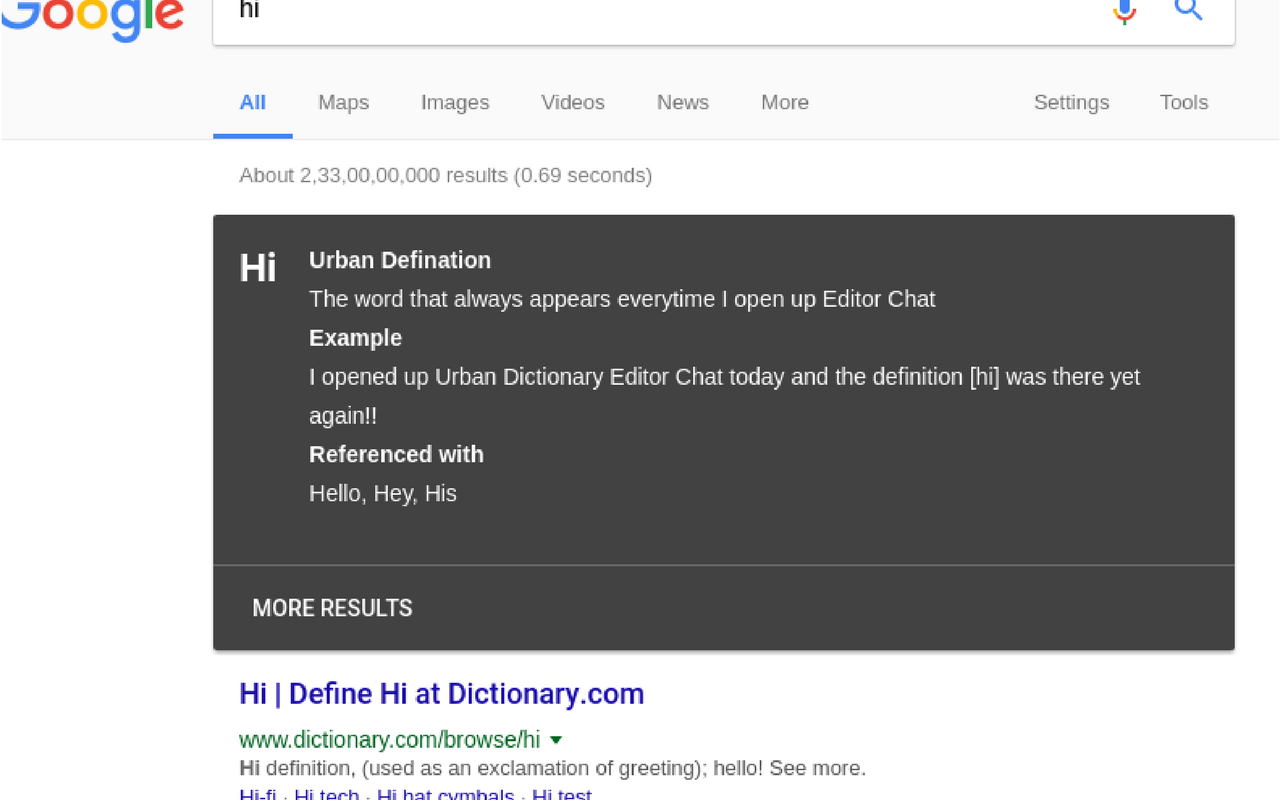 Google
hi
All Maps Images Videos News More Settings Tools
About 2,33,00,00,000 results (0.69 seconds)
Hi
Urban Defination
The word that always appears everytime I open up Editor Chat
Example
I opened up Urban Dictionary Editor Chat today and the definition [hi] was there yet
again!!
Referenced with
Hello, Hey, His
MORE RESULTS
Hi | Define Hi at Dictionary.com
www.dictionary.com/browse/hi
Hi definition, (used as an exclamation of greeting); hello! See more.
Hi-fi · Hi tech · Hi hat cymbals · Hi test